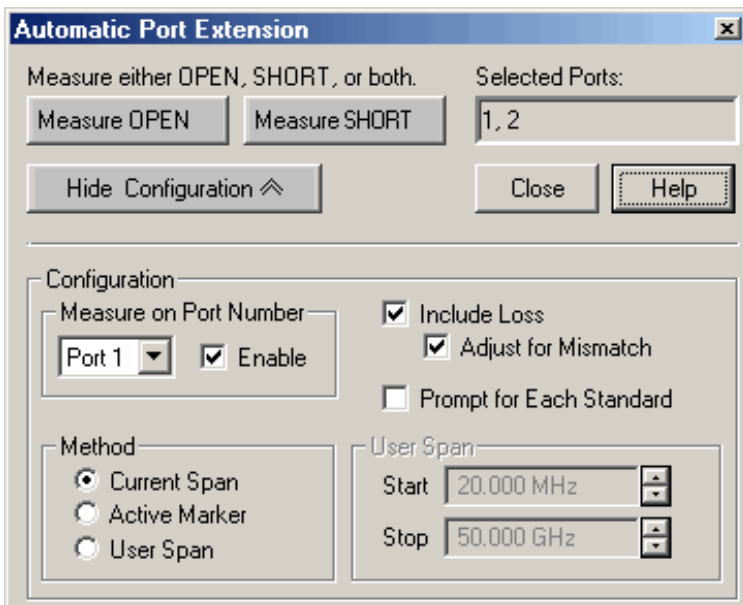 Automatic Port Extension
Measure either OPEN, SHORT, or both.
Selected Ports:
Measure OPEN
Measure SHORT
1, 2
Hide Configuration
Close
Help
Configuration
Measure on Port Number
Port 1
Enable
Include Loss
Adjust for Mismatch
Prompt for Each Standard
Method
Current Span
Active Marker
User Span
User Span
Start 20.000 MHz
Stop 50.000 GHz